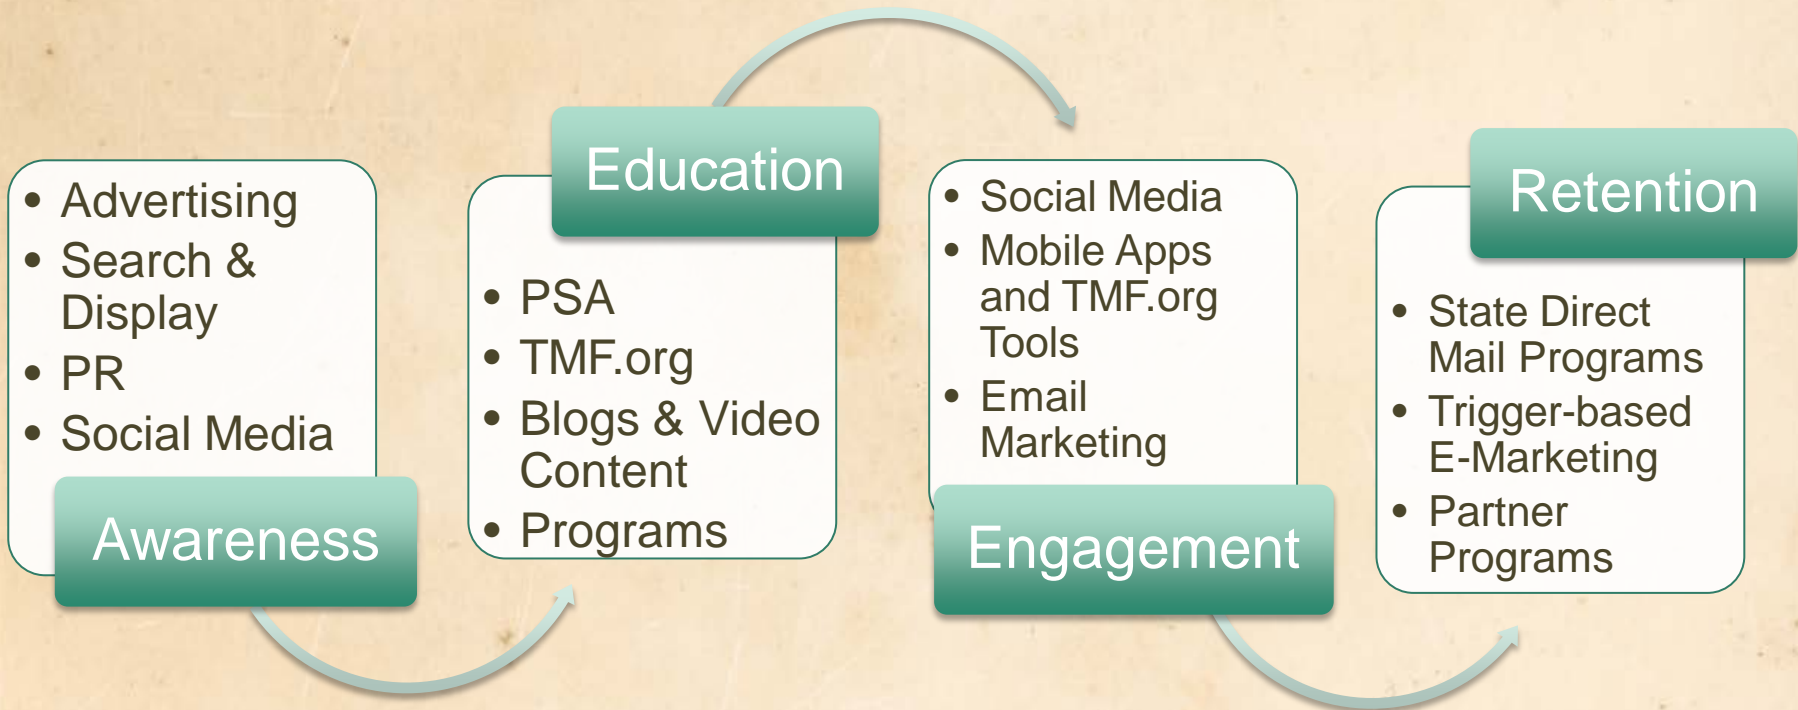 • Advertising
• Search &
Display
• PR
• Social Media
Awareness
Education
• PSA
• TMF.org
• Blogs & Video
Content
• Programs
• Social Media
• Mobile Apps
and TMF.org
Tools
• Email
Marketing
Engagement
Retention
• State Direct
Mail Programs
• Trigger-based
E-Marketing
• Partner
Programs